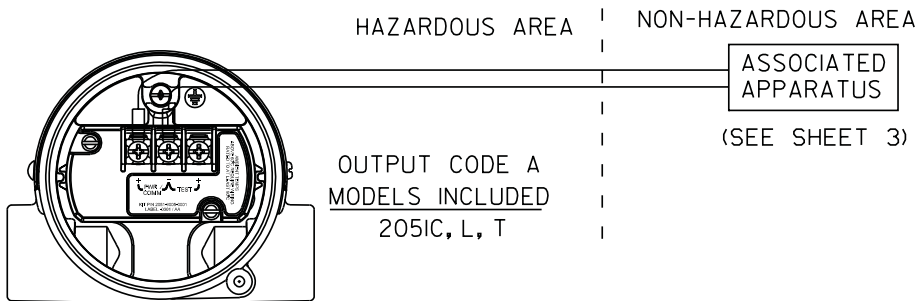 HAZARDOUS AREA
NON-HAZARDOUS AREA
ASSOCIATED
APPARATUS
(SEE SHEET 3)
OUTPUT CODE A
MODELS INCLUDED
2051C, L, T
PWR
COMM
TEST